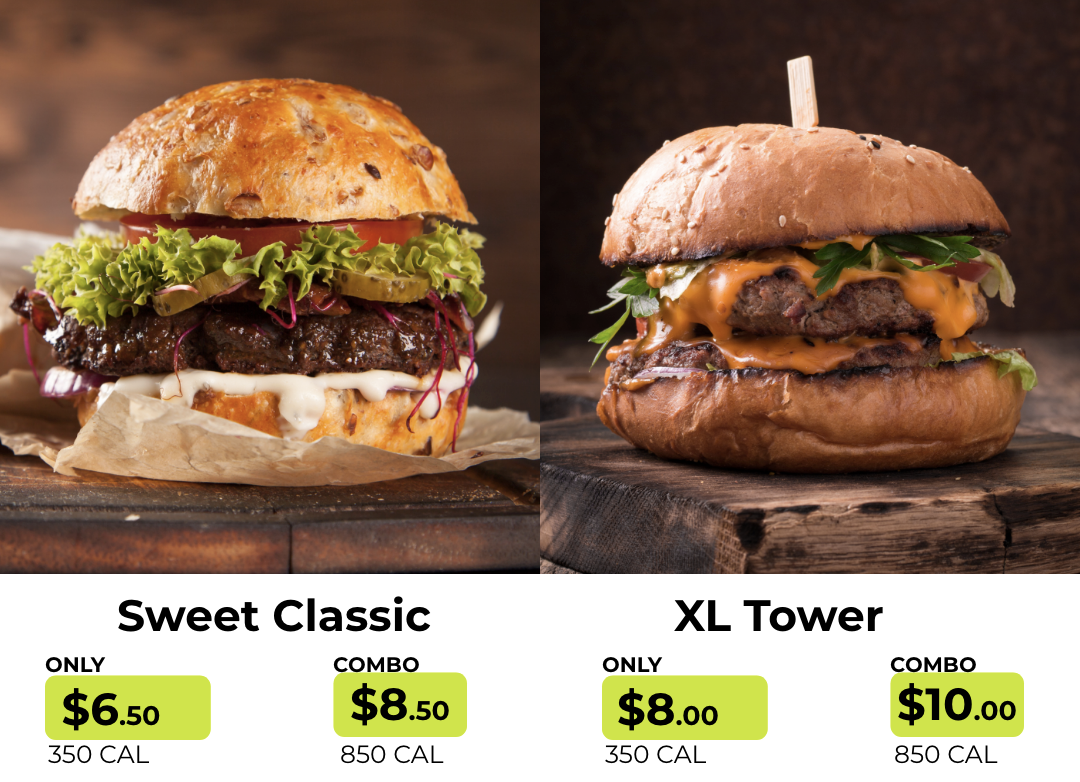 Sweet Classic
ONLY
$6.50
350 CAL
COMBO
$8.50
850 CAL
XL Tower
ONLY
$8.00
350 CAL
COMBO
$10.00
850 CAL